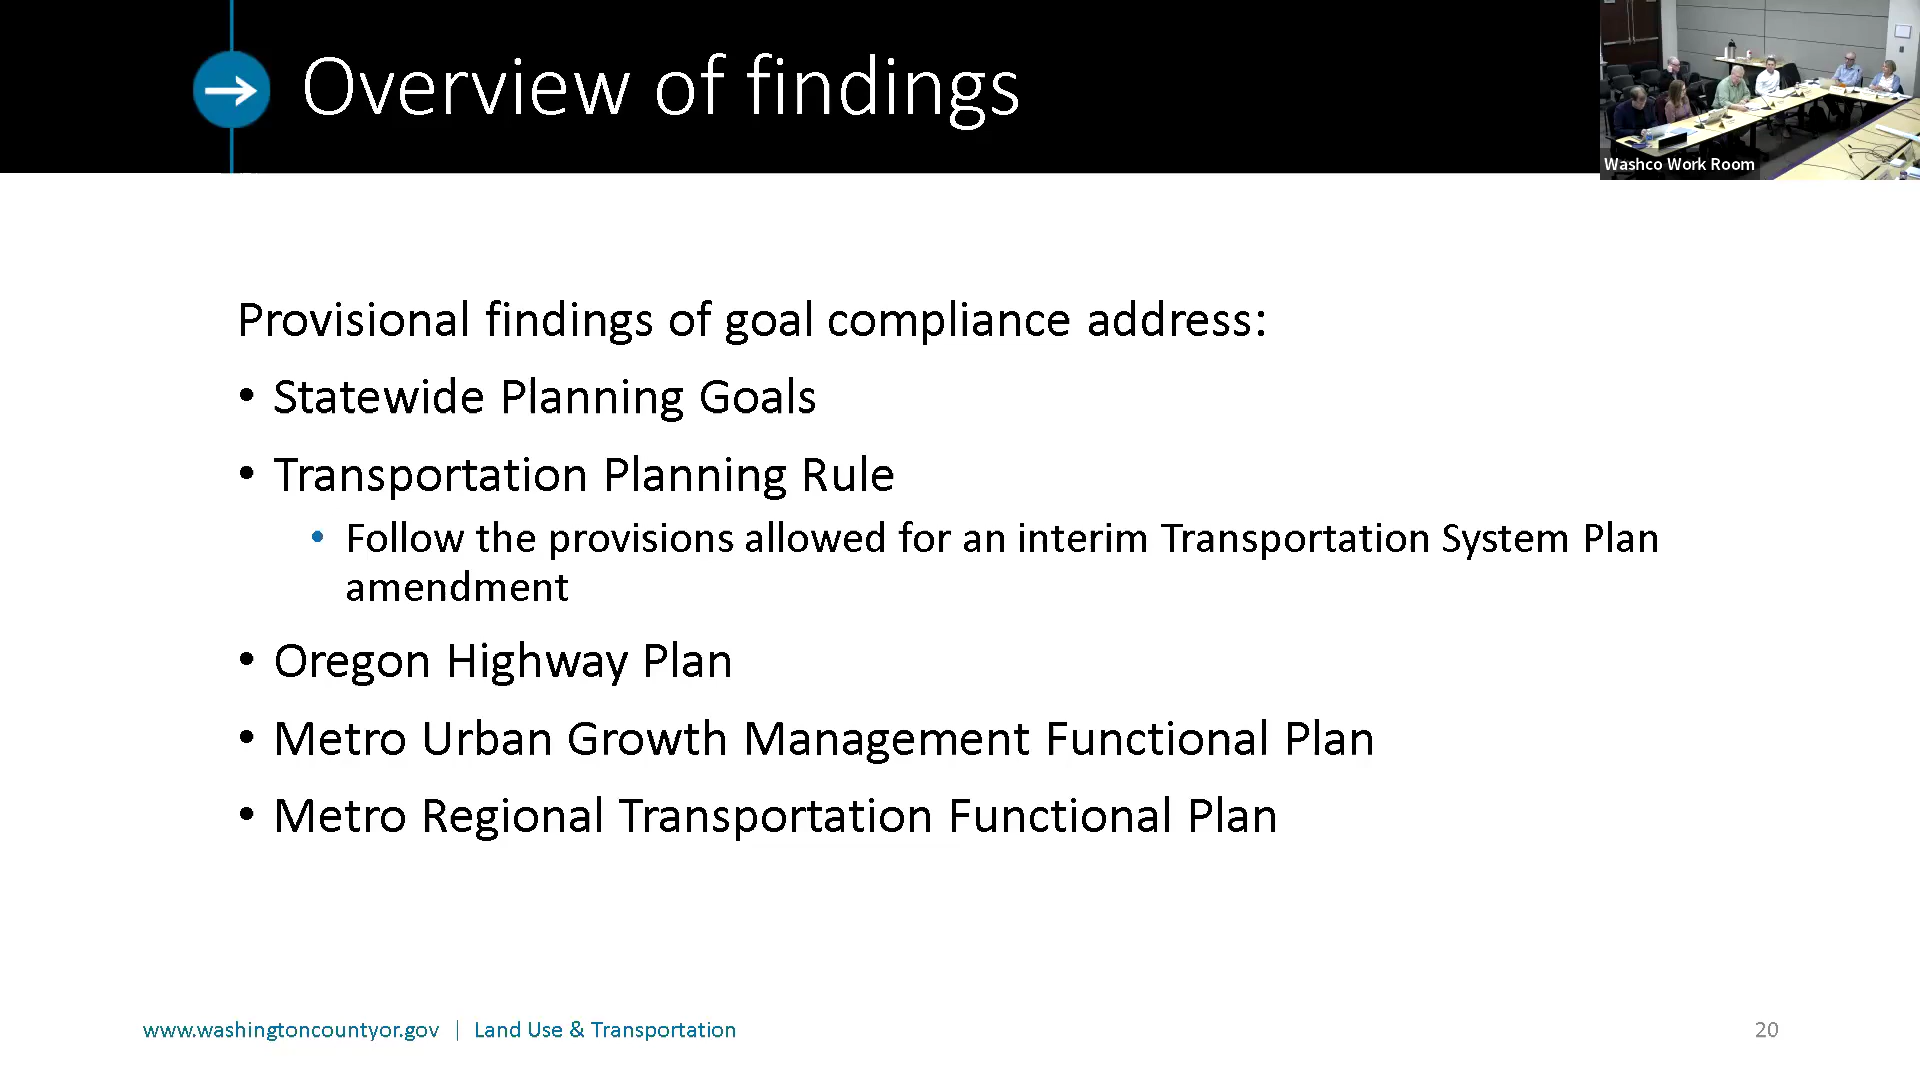 Overview of findings
Washco Work Room
Provisional findings of goal compliance address:
• Statewide Planning Goals
• Transportation Planning Rule
• Follow the provisions allowed for an interim Transportation System Plan
amendment
• Oregon Highway Plan
• Metro Urban Growth Management Functional Plan
• Metro Regional Transportation Functional Plan
www.washingtoncountyor.gov | Land Use & Transportation
20